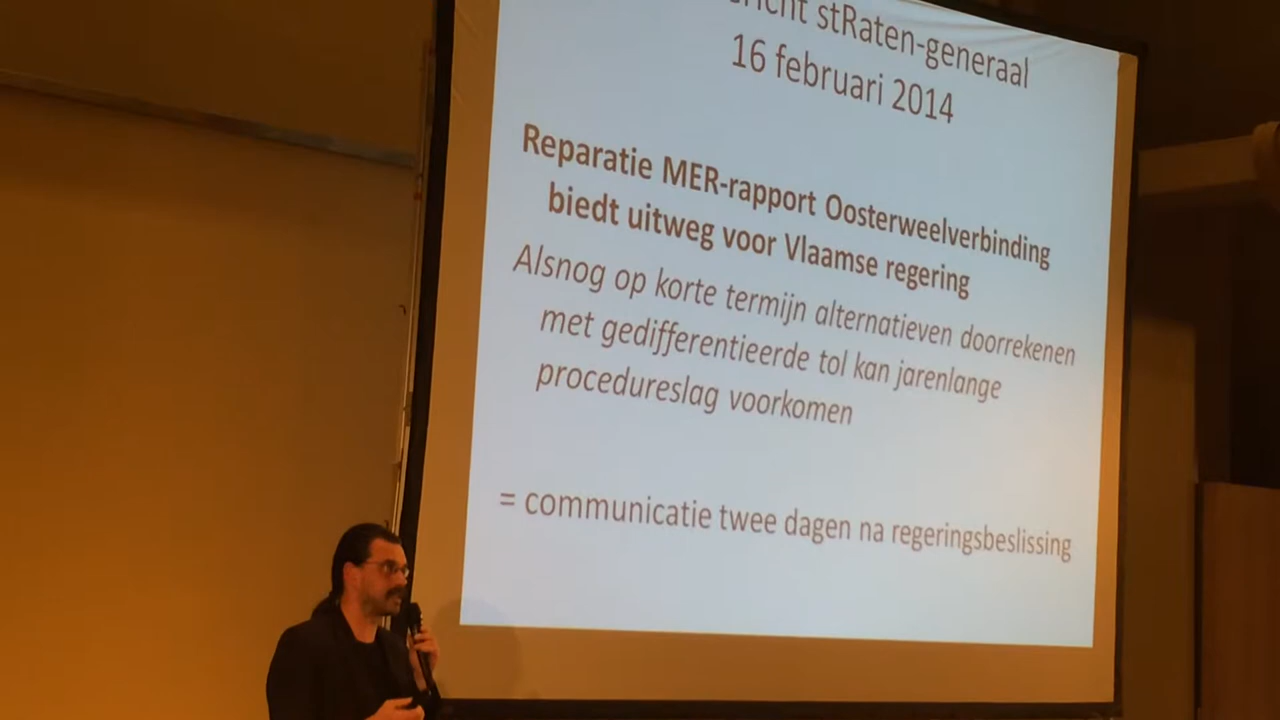 stRaten-generaal
16 februari 2014
Reparatie MER-rapport Oosterweelverbinding
biedt uitweg voor Vlaamse regering
Alsnog op korte termijn alternatieven doorrekenen
met gedifferentieerde tol kan jarenlange
procedureslag voorkomen
= communicatie twee dagen na regeringsbeslissing